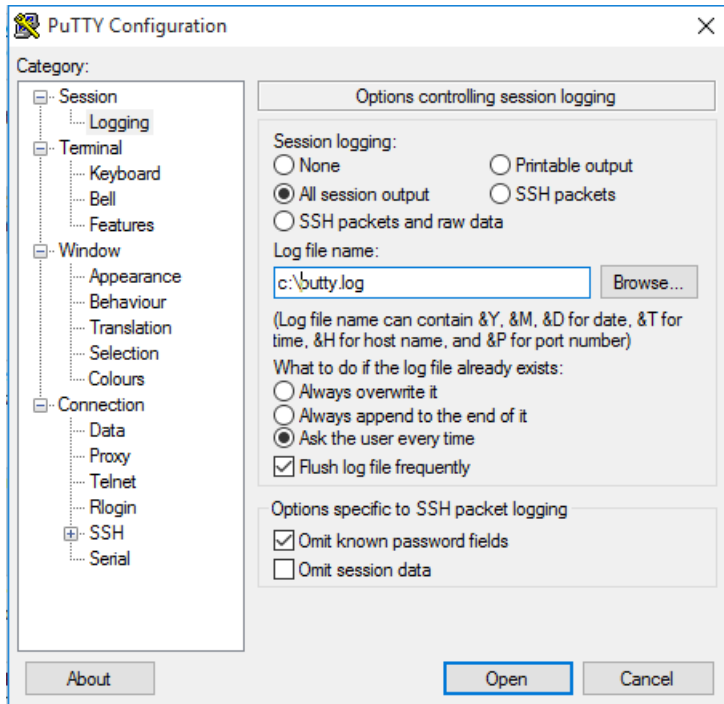 PuTTY Configuration
Category:
Session
Logging
Terminal
Keyboard
Bell
Features
Window
Appearance
Behaviour
Translation
Selection
Colours
Connection
Data
Proxy
Telnet
Rlogin
SSH
Serial
Options controlling session logging
Session logging:
None
Printable output
All session output
SSH packets
SSH packets and raw data
Log file name:
c:\putty.log
Browse...
(Log file name can contain &Y, &M, &D for date, &T for
time, &H for host name, and &P for port number)
What to do if the log file already exists:
Always overwrite it
Always append to the end of it
Ask the user every time
Flush log file frequently
Options specific to SSH packet logging
Omit known password fields
Omit session data
About
Open
Cancel